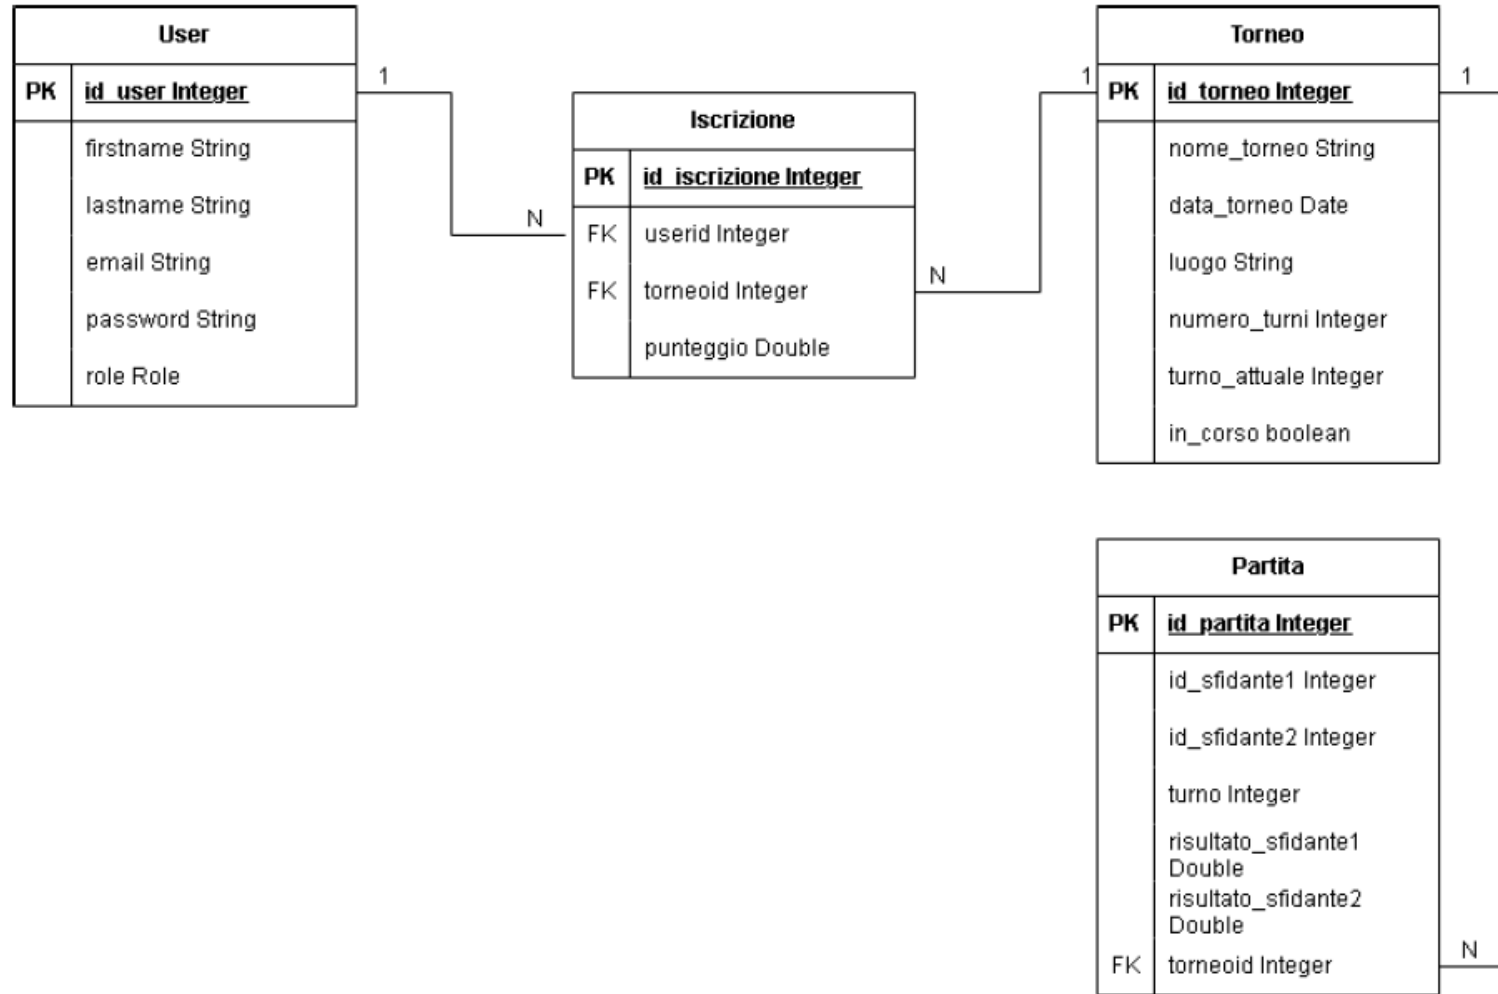 User
PK id_user Integer
firstname String
lastname String
email String
password String
role Role
1
N
Iscrizione
PK id_iscrizione Integer
FK userid Integer
FK torneoid Integer
punteggio Double
N
1
Torneo
PK id_torneo Integer
nome_torneo String
data_torneo Date
luogo String
numero_turni Integer
turno_attuale Integer
in_corso boolean
1
Partita
PK id_partita Integer
id_sfidante1 Integer
id_sfidante2 Integer
turno Integer
risultato_sfidante1
Double
risultato_sfidante2
Double
FK torneoid Integer
N